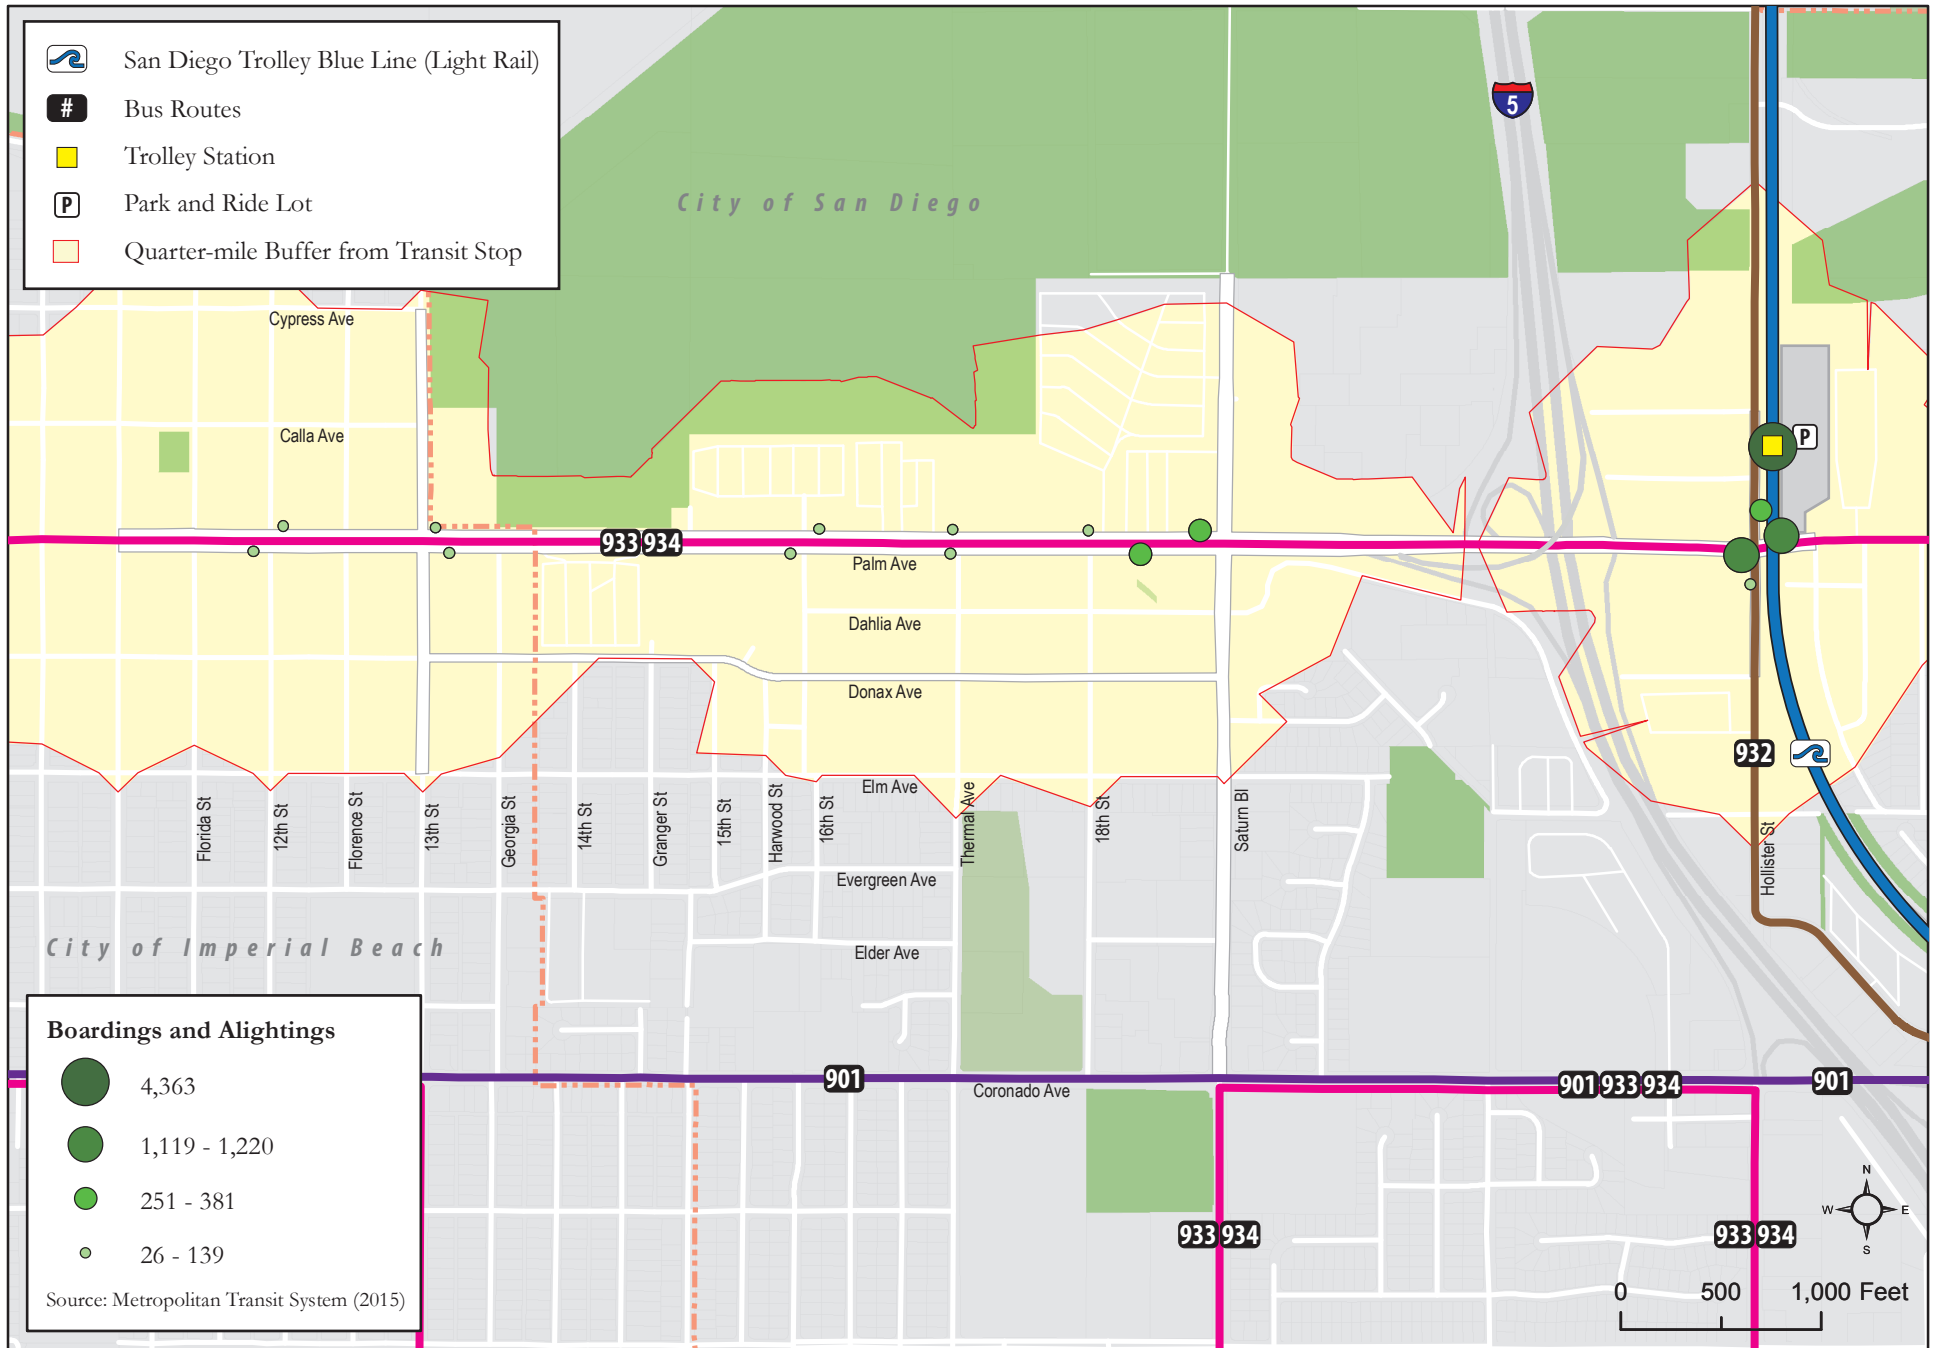 San Diego Trolley Blue Line (Light Rail)
# Bus Routes
Trolley Station
P Park and Ride Lot
Quarter-mile Buffer from Transit Stop
5
City of San Diego
Cypress Ave
Calla Ave
P
933 934
Palm Ave
Dahlia Ave
Donax Ave
932
Elm Ave
Florida St
12th St
Florence St
13th St
Georgia St
14th St
Granger St
15th St
Harwood St
16th St
Thermal Ave
18th St
Saturn Bl
Hollister St
Evergreen Ave
City of Imperial Beach
Elder Ave
901
Coronado Ave
901 933 934
901
933 934
933 934
Boardings and Alightings
4,363
1,119 - 1,220
251 - 381
26 - 139
Source: Metropolitan Transit System (2015)
N
W E
S
0 500 1,000 Feet